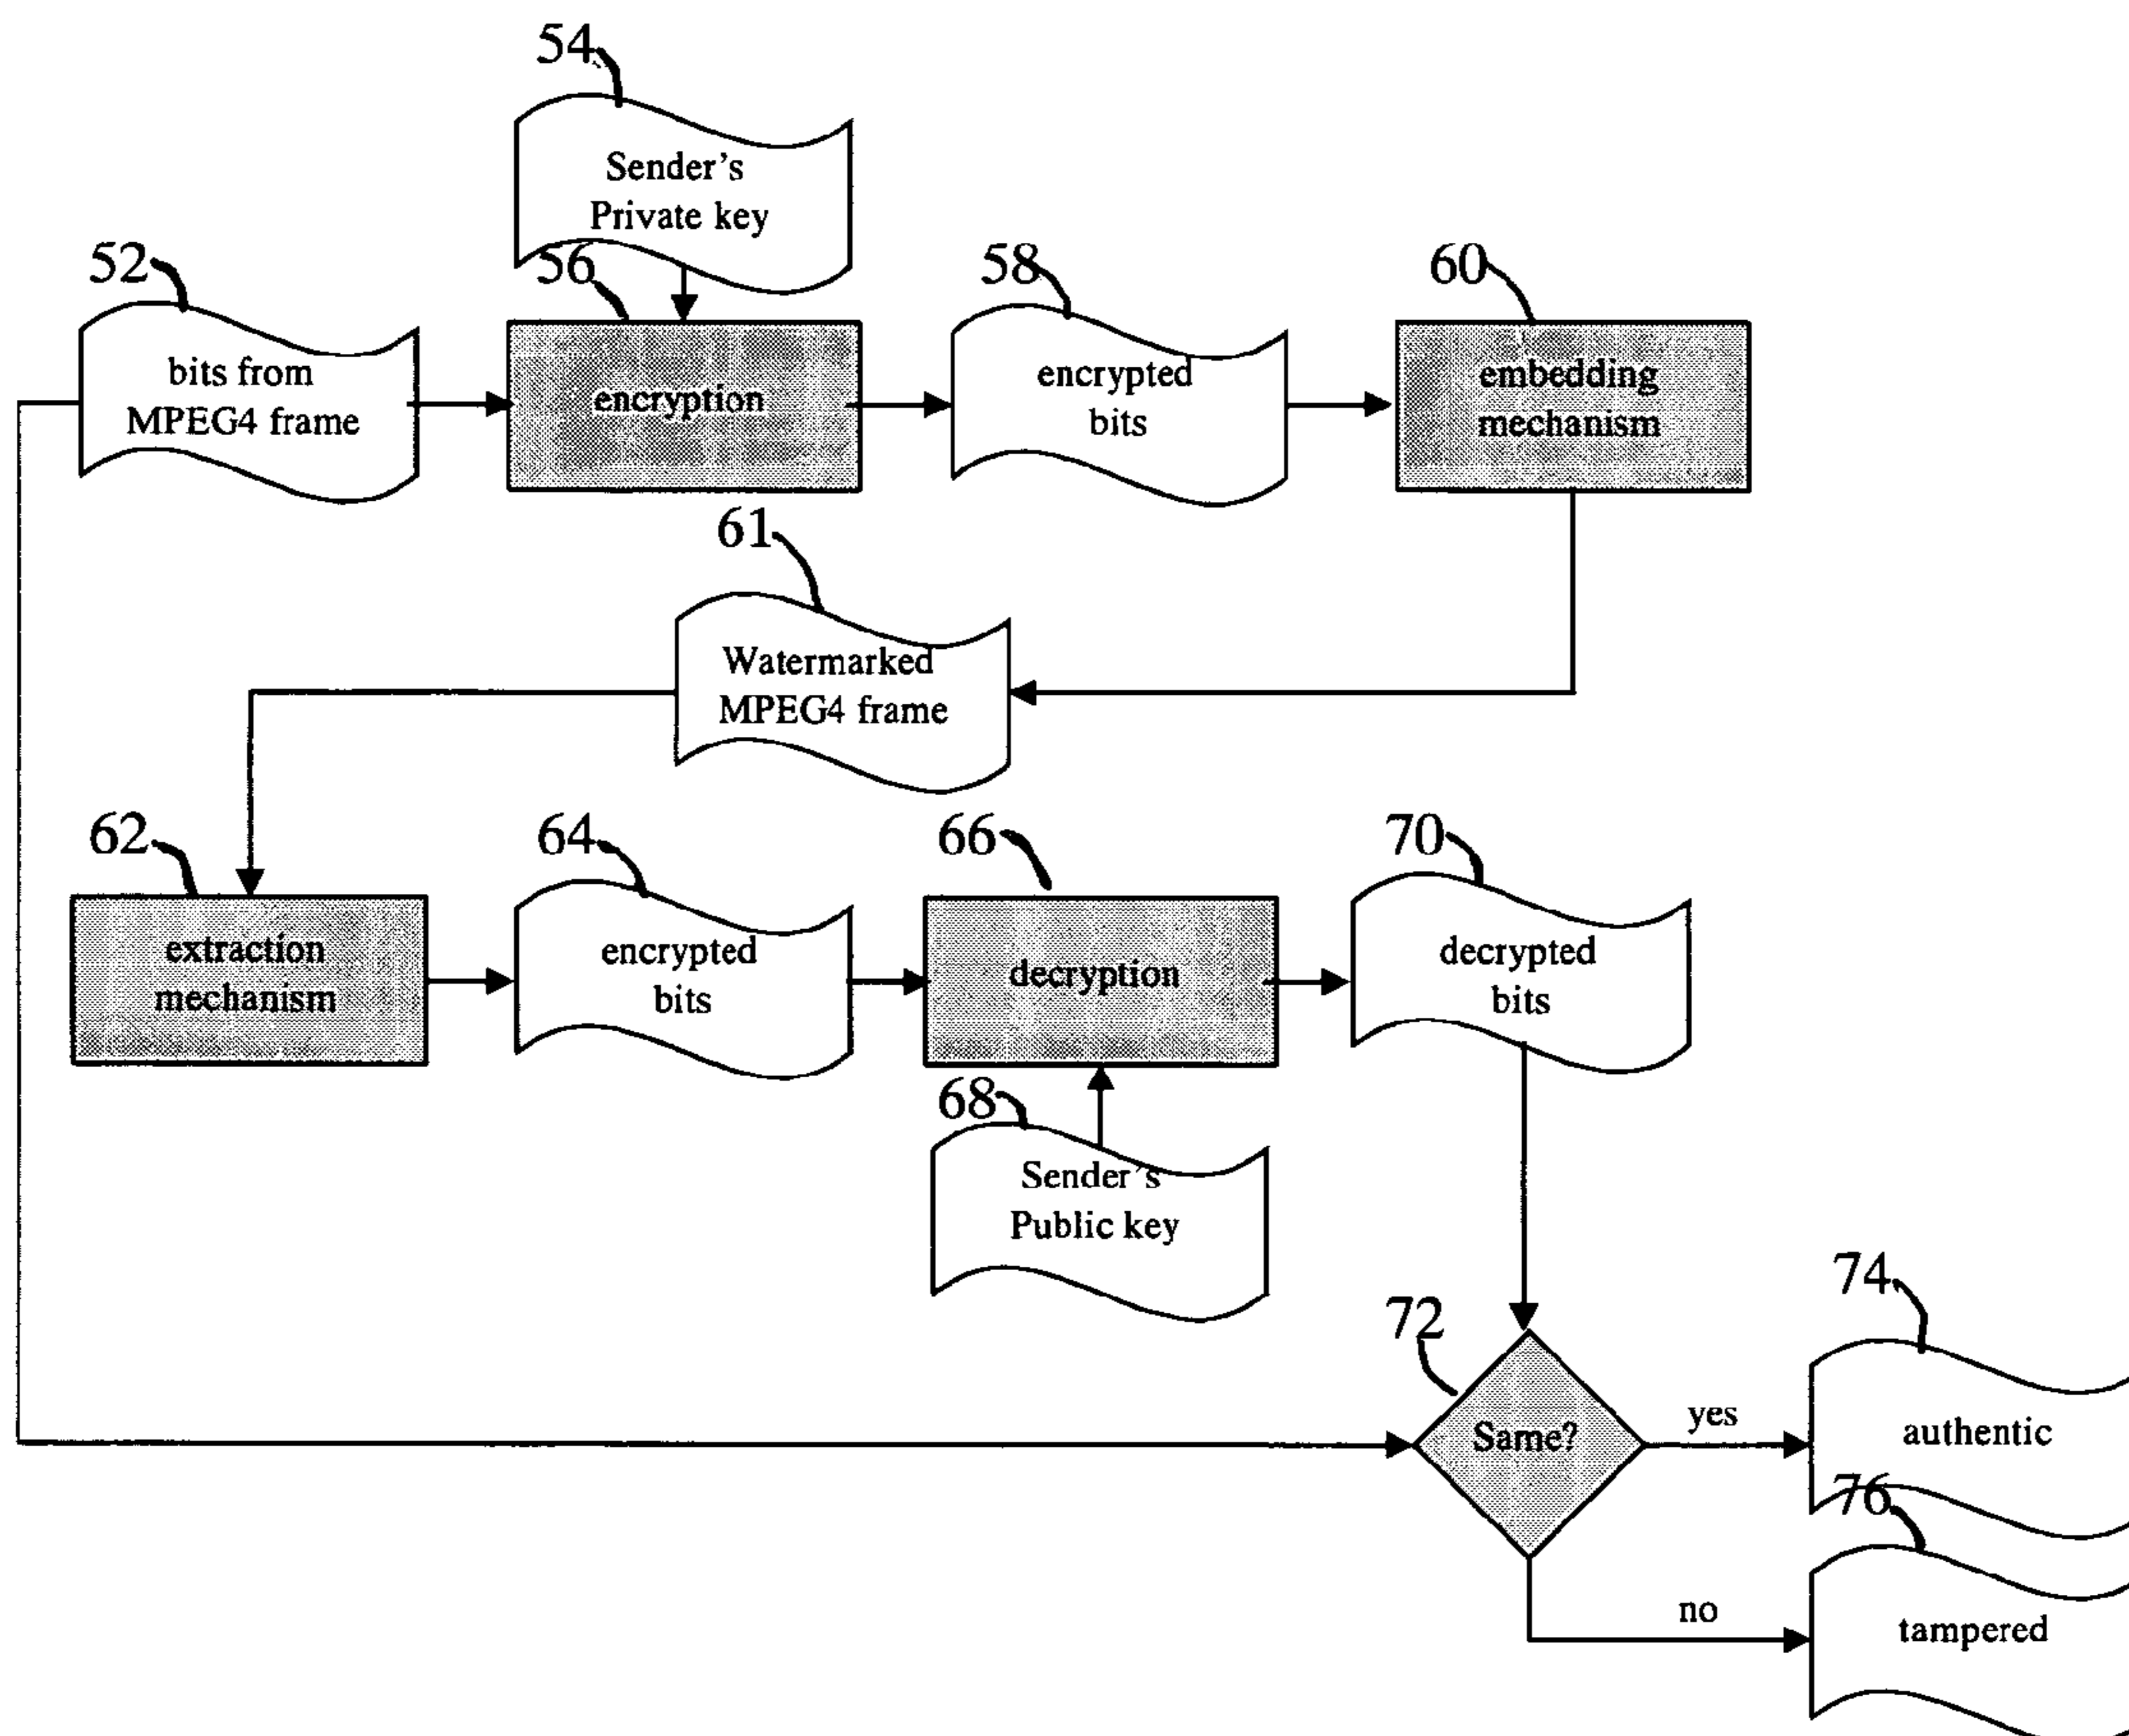 54
Sender's
Private key
52
56
58
60
bits from
MPEG4 frame
encryption
encrypted
bits
embedding
mechanism
61
Watermarked
MPEG4 frame
62
64
66
70
extraction
mechanism
encrypted
bits
decryption
decrypted
bits
68
Sender's
Public key
72
74
Same?
yes
authentic
76
no
tampered